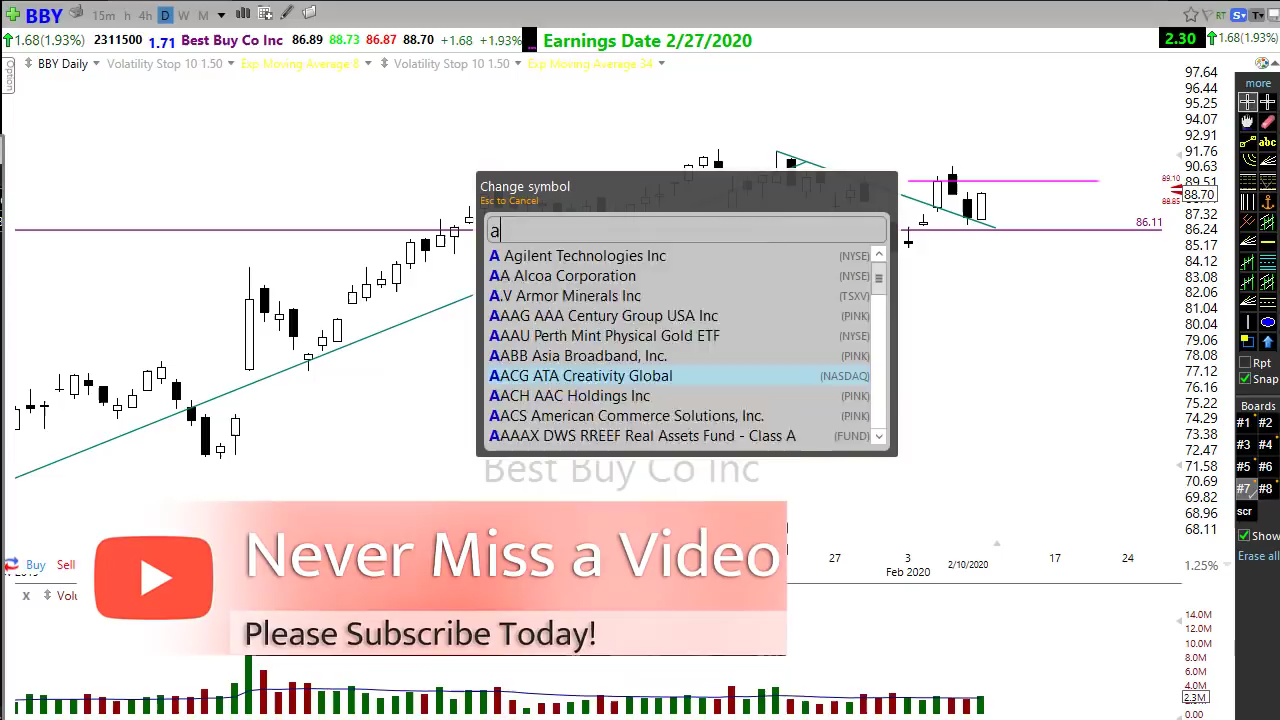 BBY 15m 1h 4h D W M RT S T
1.68(1.93%) 2311500 1.71 Best Buy Co Inc 86.89 88.73 86.87 88.70 +1.68 +1.93% Earnings Date 2/27/2020 2.30 1.68(1.93%)
BBY Daily Volatility Stop 10 1.50 Exp Moving Average 8 Volatility Stop 10 1.50 Exp Moving Average 34
Option
97.64
96.44
95.25
94.07
92.91
91.76
90.63
89.10
89.51
88.70
88.85
87.32
86.11
86.24
85.17
84.12
83.08
82.06
81.04
80.04
79.05
78.08
77.12
76.16
75.22
74.29
73.38
72.47
71.58
70.69
69.82
68.96
68.11
1.25%
more
abc
Rpt
Snap
Boards
#1 #2
#3 #4
#5 #6
#7 #8
scr
Show
Erase all
Change symbol
Esc to Cancel
a
A Agilent Technologies Inc (NYSE)
AA Alcoa Corporation (NYSE)
A.V Armor Minerals Inc (TSXV)
AAAG AAA Century Group USA Inc (PINK)
AAAU Perth Mint Physical Gold ETF (NYSE)
AABB Asia Broadband, Inc. (PINK)
AACG ATA Creativity Global (NASDAQ)
AACH AAC Holdings Inc (PINK)
AACS American Commerce Solutions, Inc. (PINK)
AAAAX DWS RREEF Real Assets Fund - Class A (FUND)
Best Buy Co Inc
Never Miss a Video
Please Subscribe Today!
27 3 17 24
Feb 2020 2/10/2020
Buy Sell
x Volu
14.0M
12.0M
10.0M
8.0M
6.0M
4.0M
2.3M
0.00